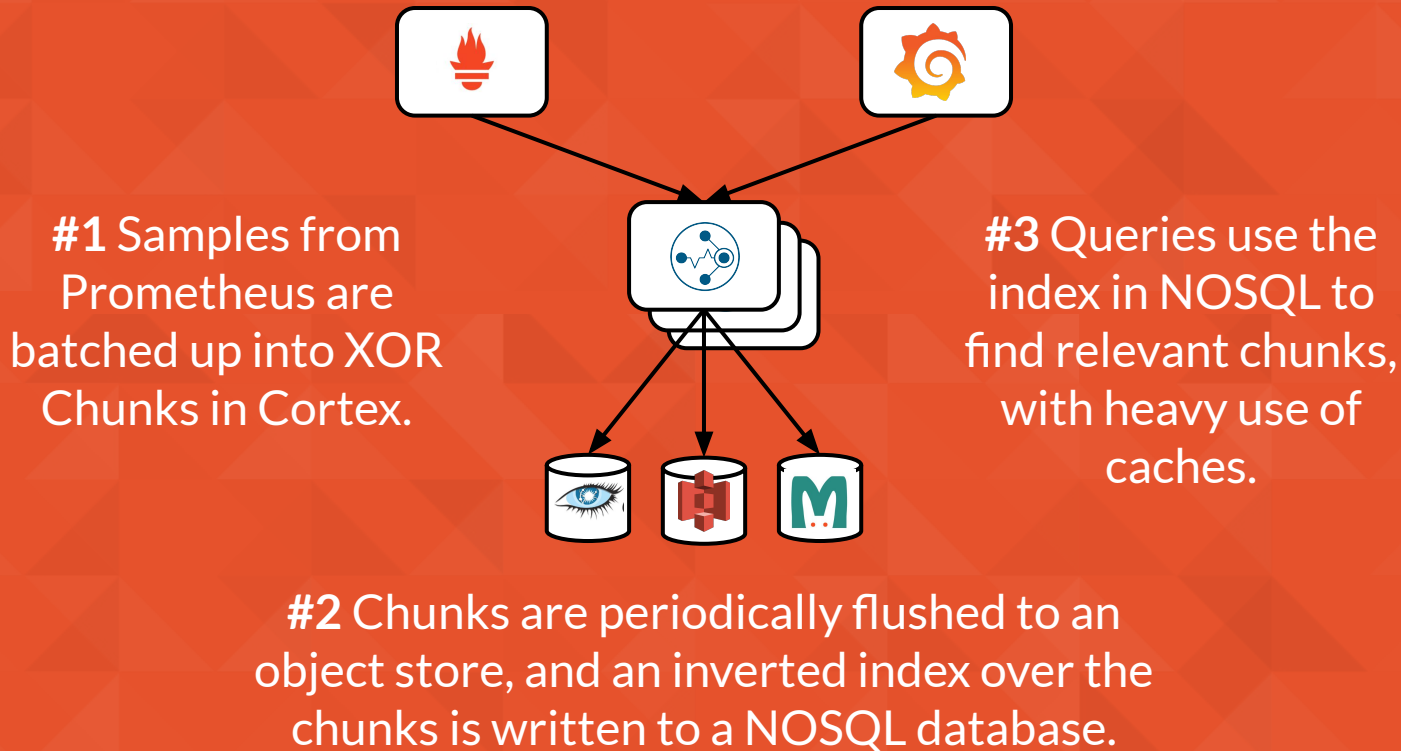 #1 Samples from
Prometheus are
batched up into XOR
Chunks in Cortex.
#3 Queries use the
index in NOSQL to
find relevant chunks,
with heavy use of
caches.
#2 Chunks are periodically flushed to an
object store, and an inverted index over the
chunks is written to a NOSQL database.